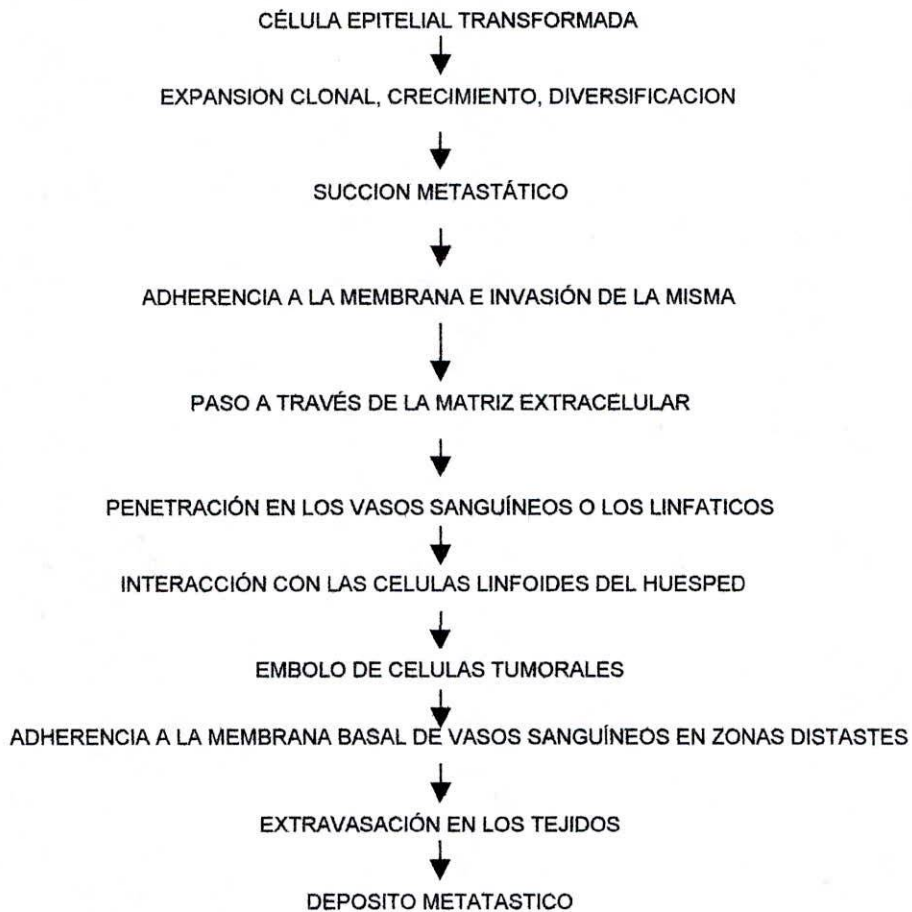 CÉLULA EPITELIAL TRANSFORMADA
EXPANSION CLONAL, CRECIMIENTO, DIVERSIFICACION
SUCCION METASTÁTICO
ADHERENCIA A LA MEMBRANA E INVASIÓN DE LA MISMA
PASO A TRAVÉS DE LA MATRIZ EXTRACELULAR
PENETRACIÓN EN LOS VASOS SANGUÍNEOS O LOS LINFATICOS
INTERACCIÓN CON LAS CELULAS LINFOIDES DEL HUESPED
EMBOLO DE CELULAS TUMORALES
ADHERENCIA A LA MEMBRANA BASAL DE VASOS SANGUÍNEOS EN ZONAS DISTASTES
EXTRAVASACIÓN EN LOS TEJIDOS
DEPOSITO METATASTICO